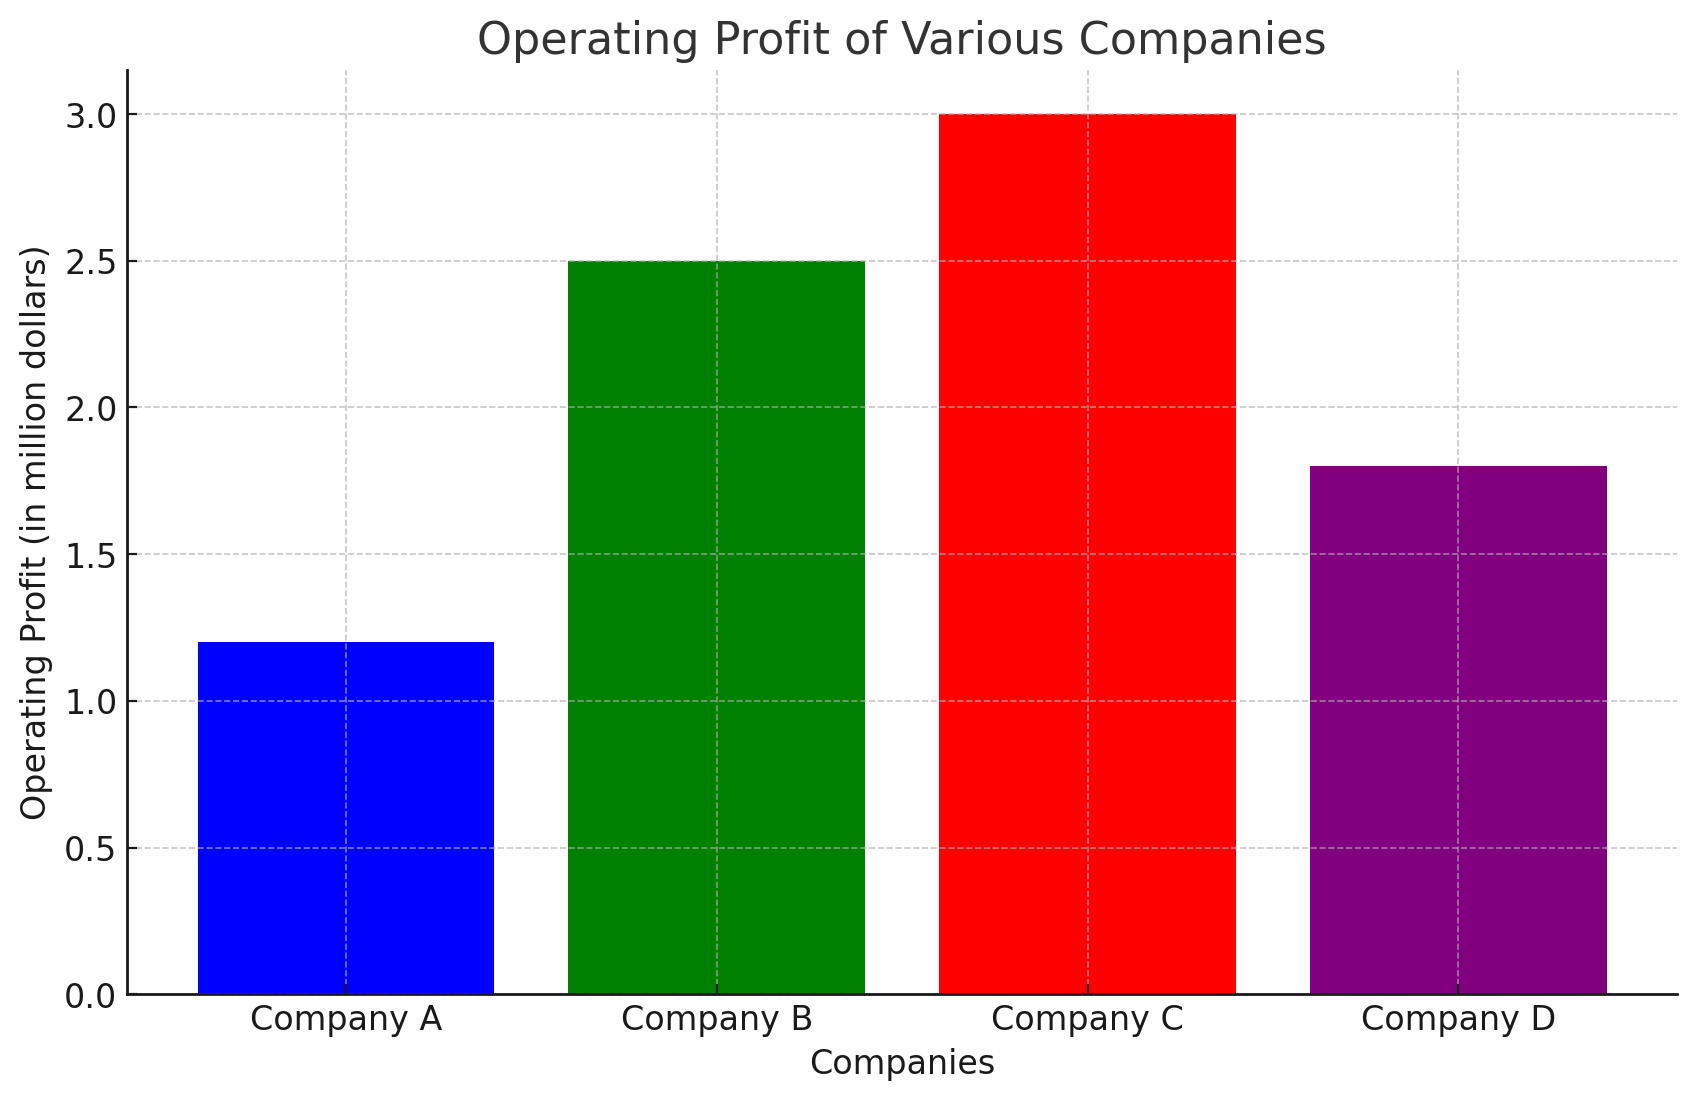 Operating Profit of Various Companies
Operating Profit (in million dollars)
3.0
2.5
2.0
1.5
1.0
0.5
0.0
Company A Company B Company C Company D
Companies